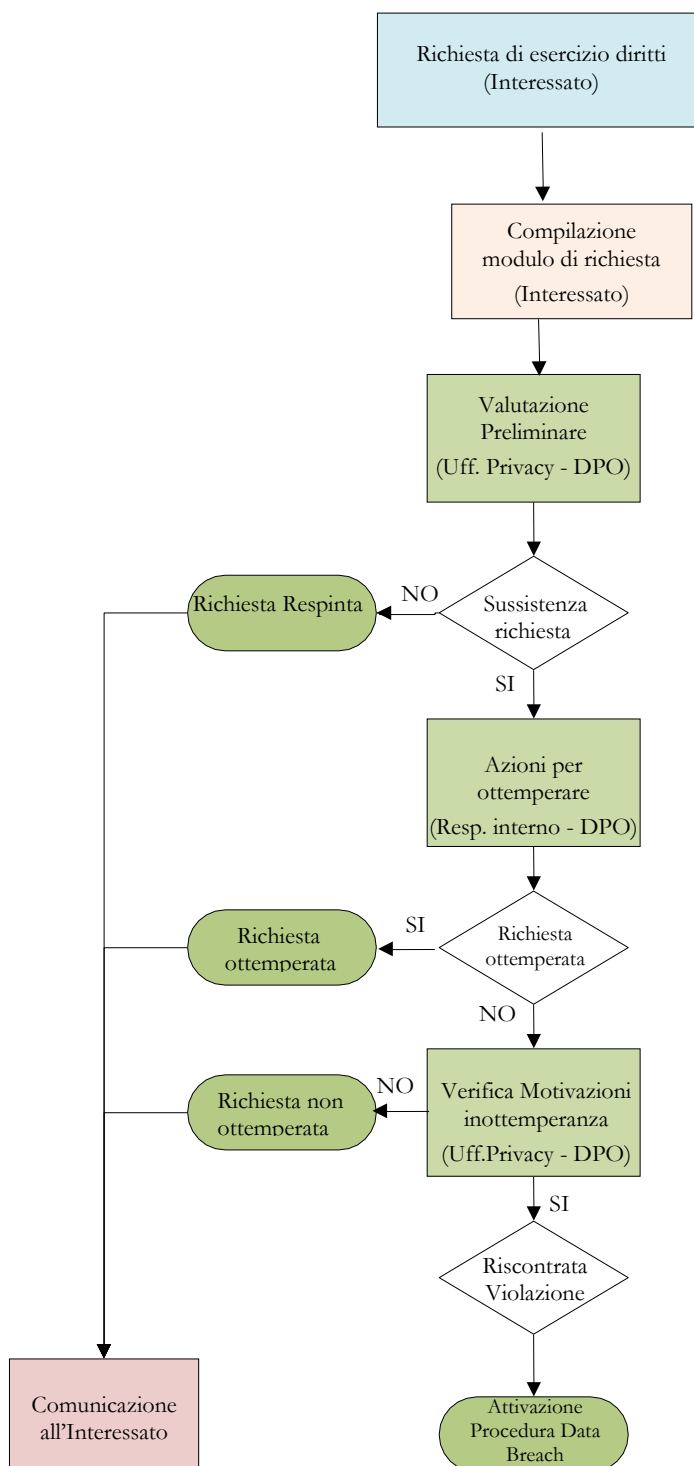 Richiesta di esercizio diritti
(Interessato)
Compilazione
modulo di richiesta
(Interessato)
Valutazione
Preliminare
(Uff. Privacy - DPO)
NO
Richiesta Respinta
Sussistenza
richiesta
SI
Azioni per
ottemperare
(Resp. interno - DPO)
SI
Richiesta
ottemperata
Richiesta
ottemperata
NO
NO
Richiesta non
ottemperata
Verifica Motivazioni
inottemperanza
(Uff.Privacy - DPO)
SI
Riscontrata
Violazione
Comunicazione
all’Interessato
Attivazione
Procedura Data
Breach